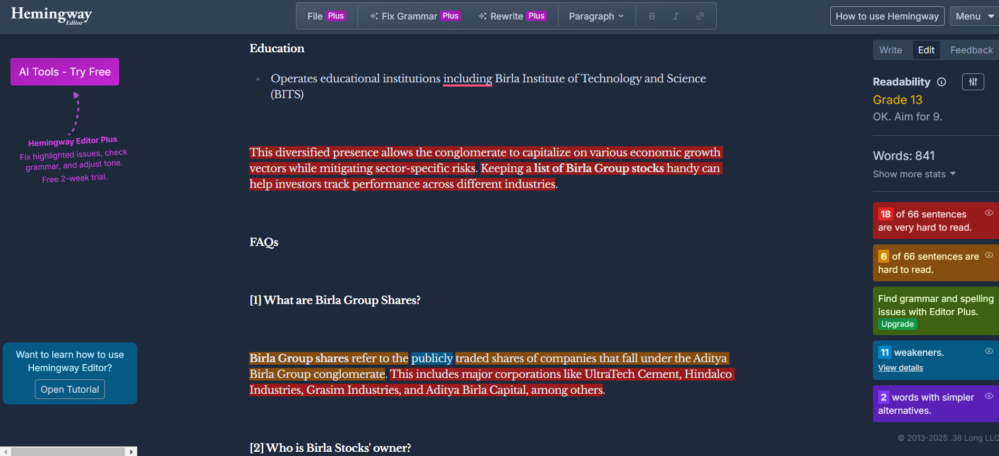 Hemingway
Editor
File Plus
Fix Grammar Plus
Rewrite Plus
Paragraph
B
I
How to use Hemingway
Menu
AI Tools - Try Free
Hemingway Editor Plus
Fix highlighted issues, check
grammar, and adjust tone.
Free 2-week trial.
Want to learn how to use
Hemingway Editor?
Open Tutorial
Education
Operates educational institutions including Birla Institute of Technology and Science
(BITS)
This diversified presence allows the conglomerate to capitalize on various economic growth
vectors while mitigating sector-specific risks. Keeping a list of Birla Group stocks handy can
help investors track performance across different industries.
FAQs
[1] What are Birla Group Shares?
Birla Group shares refer to the publicly traded shares of companies that fall under the Aditya
Birla Group conglomerate. This includes major corporations like UltraTech Cement, Hindalco
Industries, Grasim Industries, and Aditya Birla Capital, among others.
[2] Who is Birla Stocks' owner?
Write
Edit
Feedback
Readability
Grade 13
OK. Aim for 9.
Words: 841
Show more stats
18 of 66 sentences
are very hard to read.
6 of 66 sentences are
hard to read.
Find grammar and spelling
issues with Editor Plus.
Upgrade
11 weakeners.
View details
2 words with simpler
alternatives.
© 2013-2025 .38 Long LLC